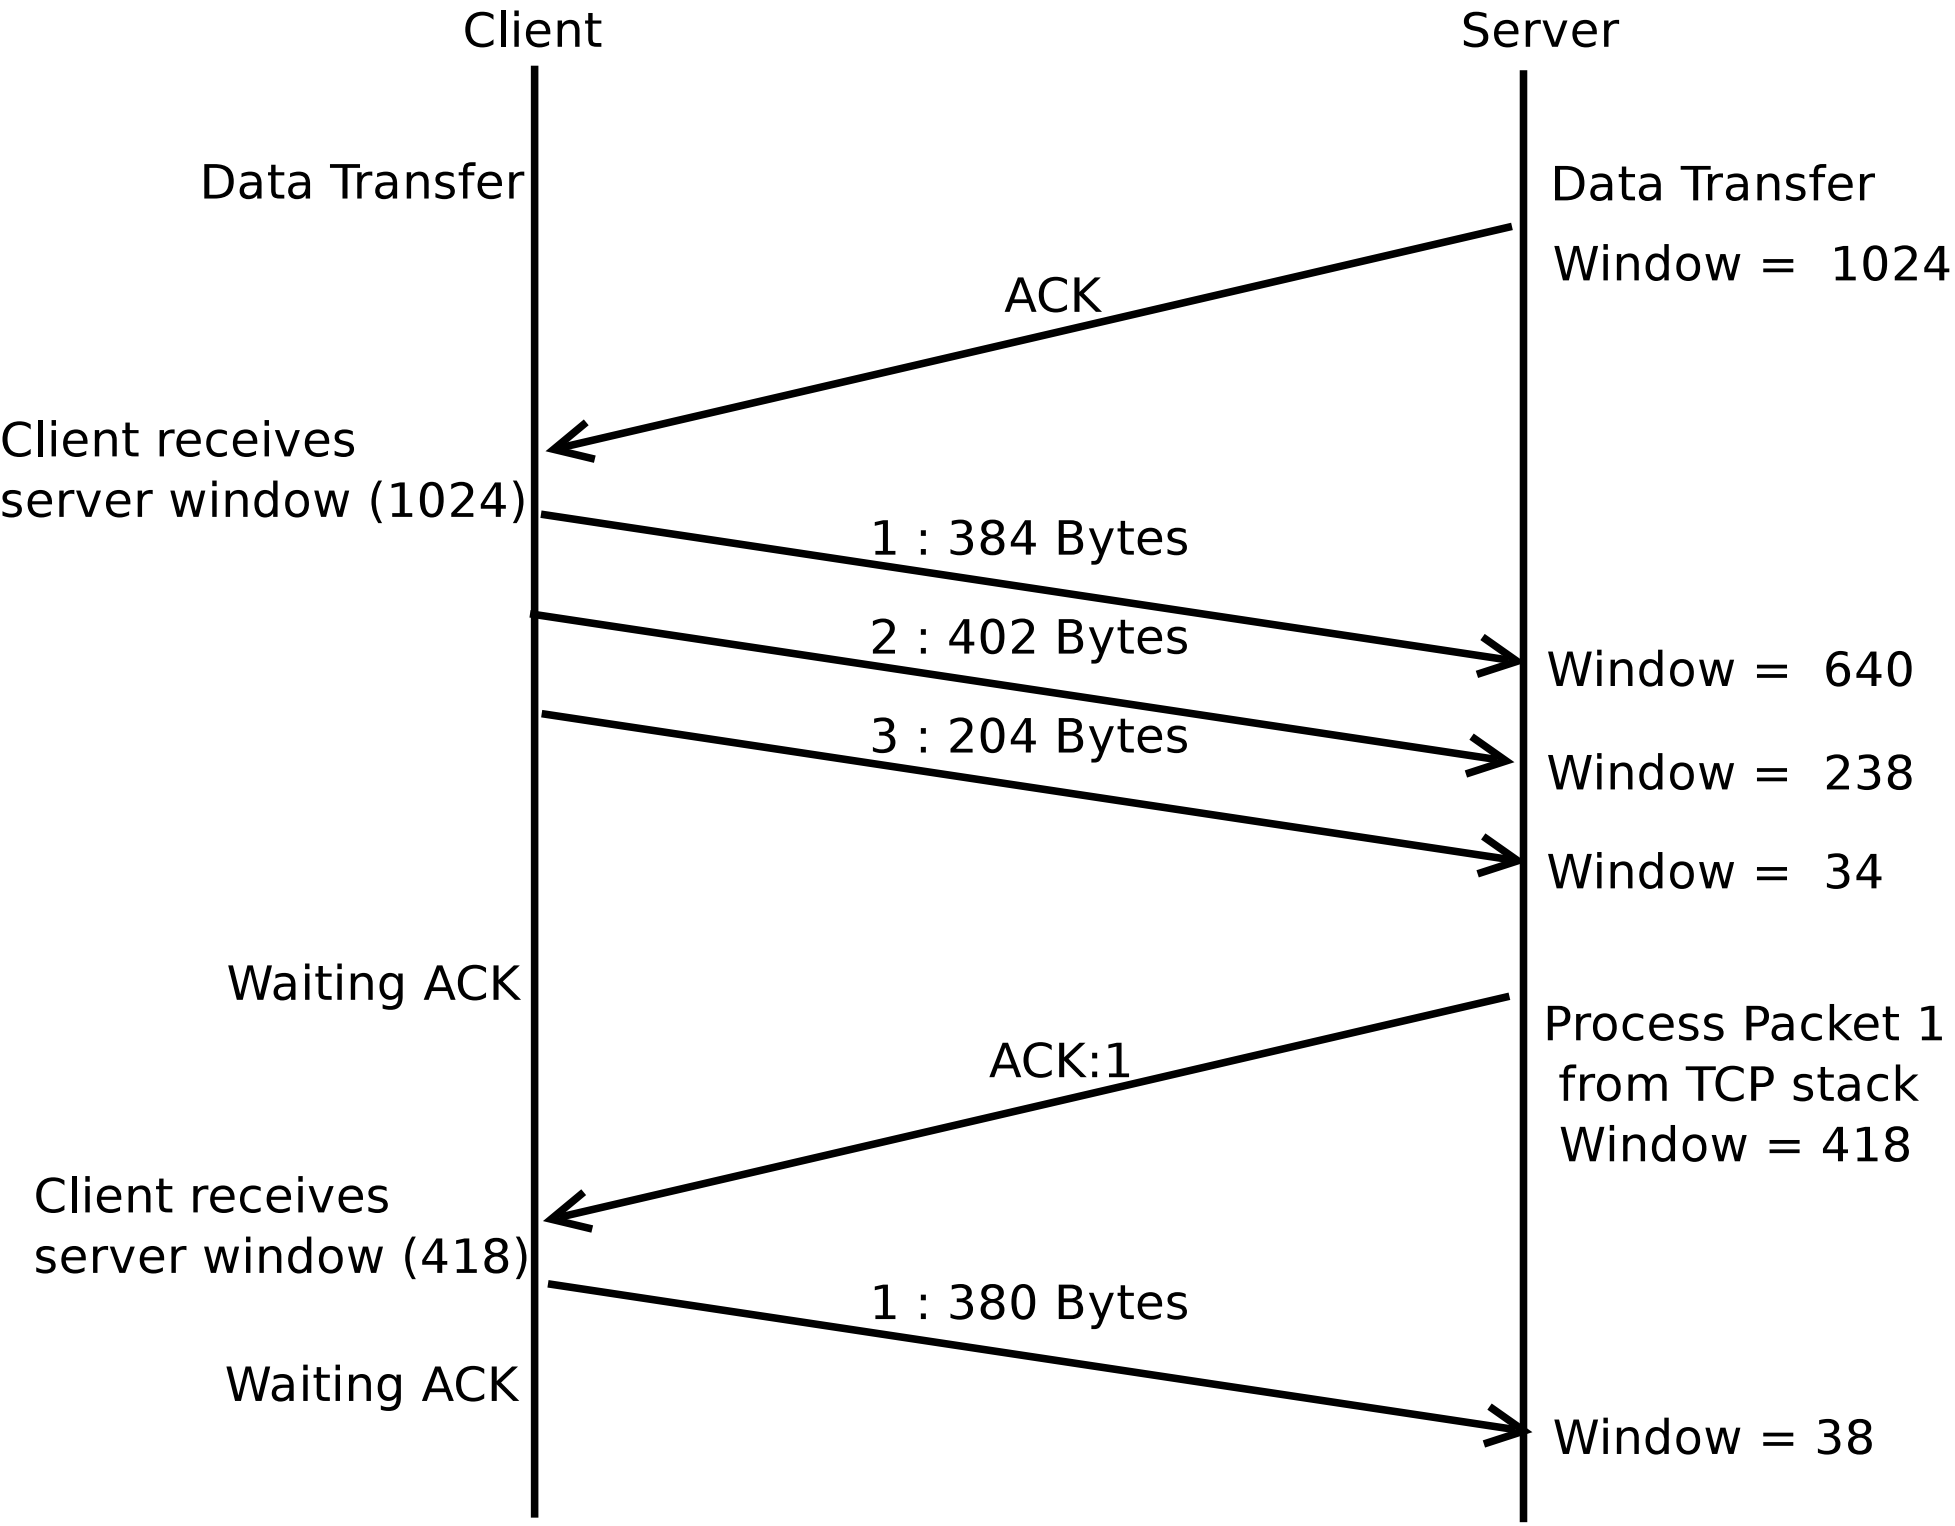 Client
Server
Data Transfer
Data Transfer
Window = 1024
ACK
Client receives
server window (1024)
1 : 384 Bytes
2 : 402 Bytes
Window = 640
3 : 204 Bytes
Window = 238
Window = 34
Waiting ACK
Process Packet 1
from TCP stack
Window = 418
ACK:1
Client receives
server window (418)
1 : 380 Bytes
Waiting ACK
Window = 38